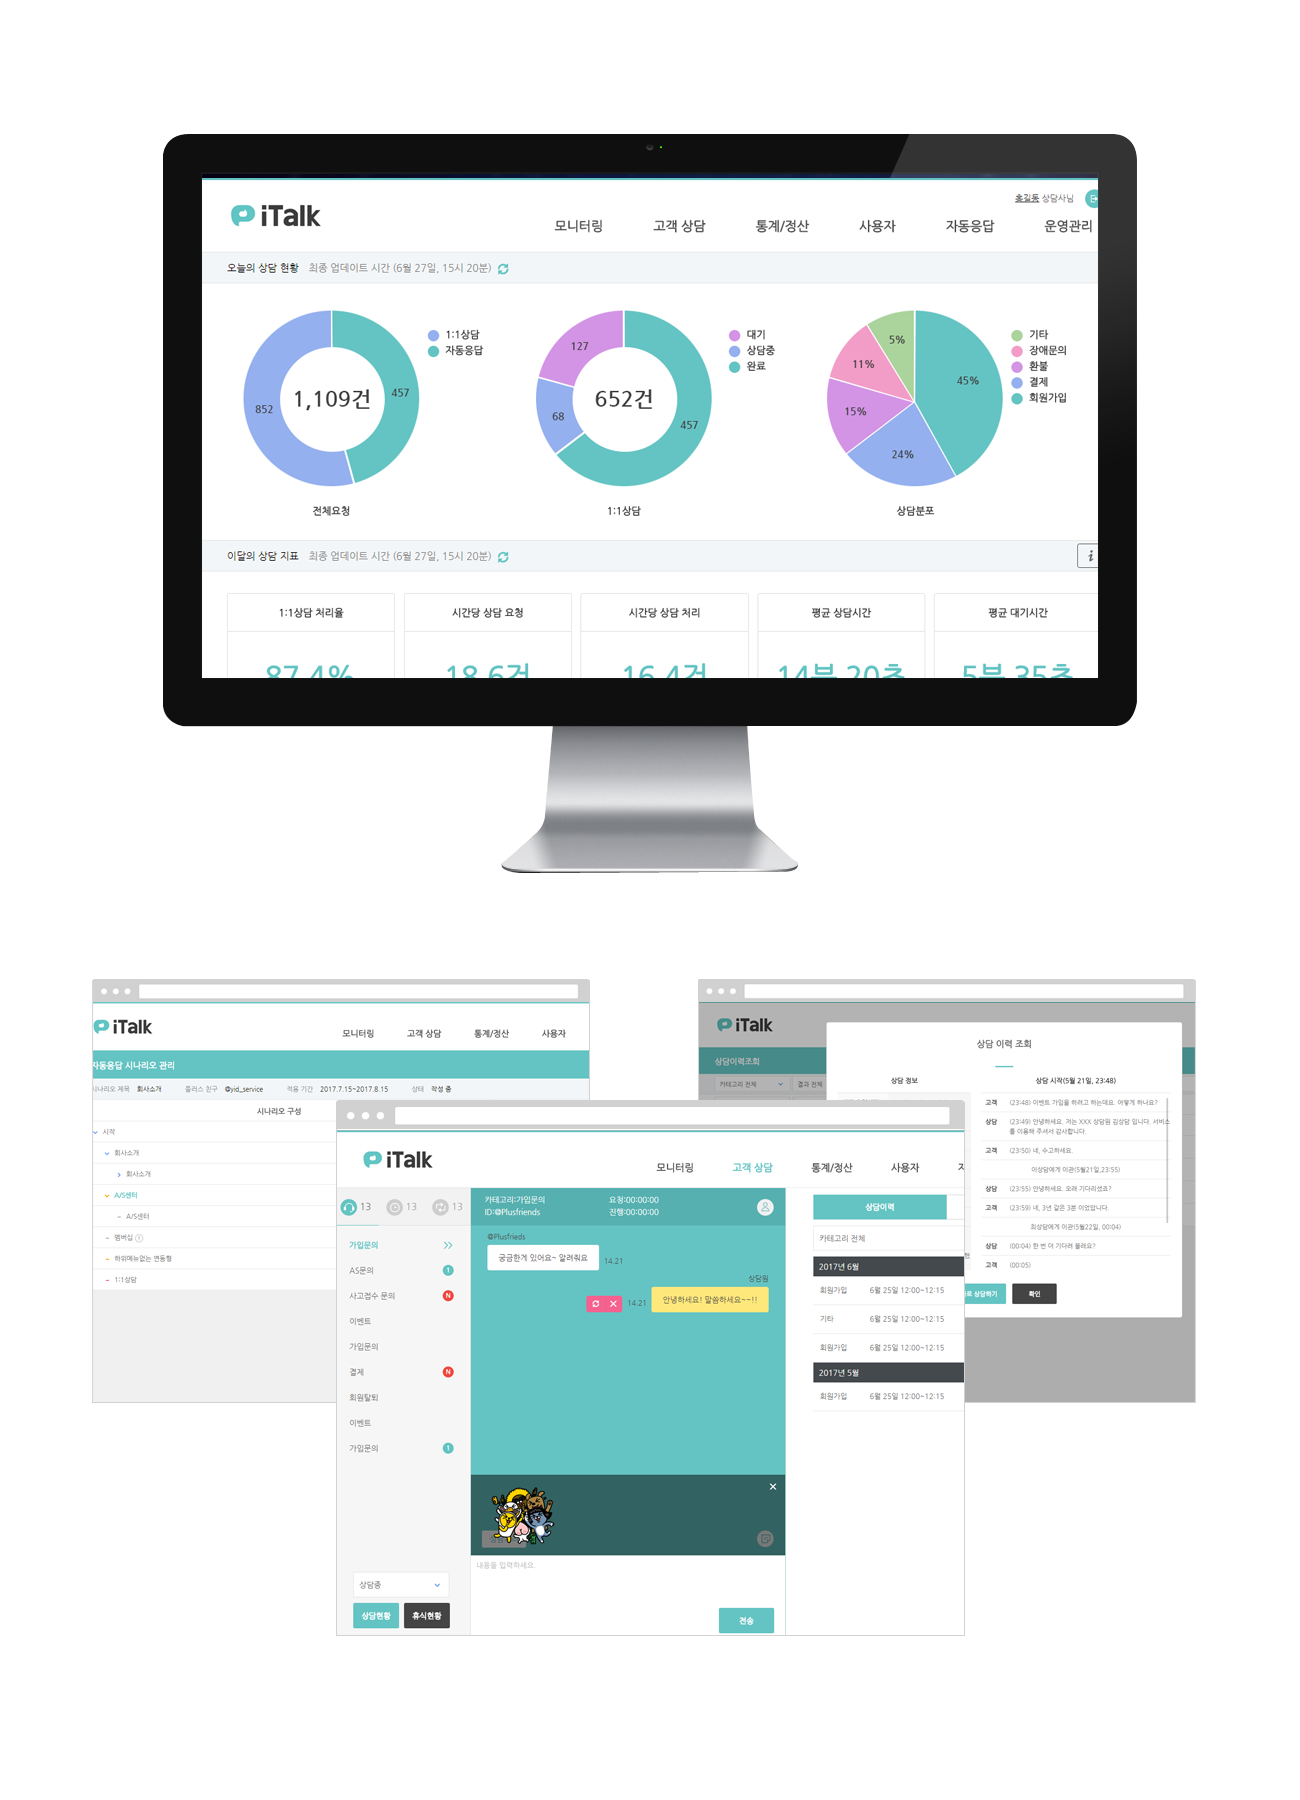 iTalk
홍길동 상담사님
모니터링 고객 상담 통계/정산 사용자 자동응답 운영관리
오늘의 상담 현황 최종 업데이트 시간 (6월 27일, 15시 20분)
1:1상담
자동응답
852
1,109건
457
전체요청
대기
상담중
완료
127
68
652건
457
1:1상담
기타
장애문의
환불
결제
회원가입
5%
11%
15%
24%
45%
상담분포
이달의 상담 지표 최종 업데이트 시간 (6월 27일, 15시 20분)
i
1:1상담 처리율 시간당 상담 요청 시간당 상담 처리 평균 상담시간 평균 대기시간
87.4% 18.6건 16.4건 14분 20초 5분 35초
iTalk
모니터링 고객 상담 통계/정산 사용자
자동응답 시나리오 관리
시나리오 제목 회사소개 플러스 친구 @yid_service 적용 기간 2017.7.15~2017.8.15 상태 작성 중
시나리오 구성
시작
회사소개
회사소개
A/S센터
A/S센터
멤버십
하위메뉴없는 연동형
1:1상담
iTalk
상담이력조회
카테고리 전체 결과 전체
상담 이력 조회
상담 정보 상담 시작(5월 21일, 23:48)
고객 (23:48) 이벤트 가입을 하려고 하는데요. 어떻게 하나요?
상담 (23:49) 안녕하세요. 저는 XXX 상담원 김상담 입니다. 서비스
를 이용해 주셔서 감사합니다.
고객 (23:50) 네, 수고하세요.
이상담에게 이관(5월21일,23:55)
상담 (23:55) 안녕하세요. 오래 기다리셨죠?
고객 (23:59) 네, 3년 같은 3분 이었답니다.
최상담에게 이관(5월22일, 00:04)
상담 (00:04) 한 번 더 기다려 볼래요?
고객 (00:05)
로 상담하기 확인
iTalk
모니터링 고객 상담 통계/정산 사용자
13 13 13
가입문의
AS문의 1
사고접수 문의 N
이벤트
가입문의
결제 N
회원탈퇴
이벤트
가입문의 1
상담중
상담현황 휴식현황
카테고리:가입문의 요청:00:00:00
ID:@Plusfriends 진행:00:00:00
@Plusfrieds
궁금한게 있어요~ 알려줘요 14.21
상담원
14.21 안녕하세요! 말씀하세요~~!!
내용을 입력하세요.
전송
상담이력
카테고리 전체
2017년 6월
회원가입 6월 25일 12:00~12:15
기타 6월 25일 12:00~12:15
회원가입 6월 25일 12:00~12:15
2017년 5월
회원가입 6월 25일 12:00~12:15